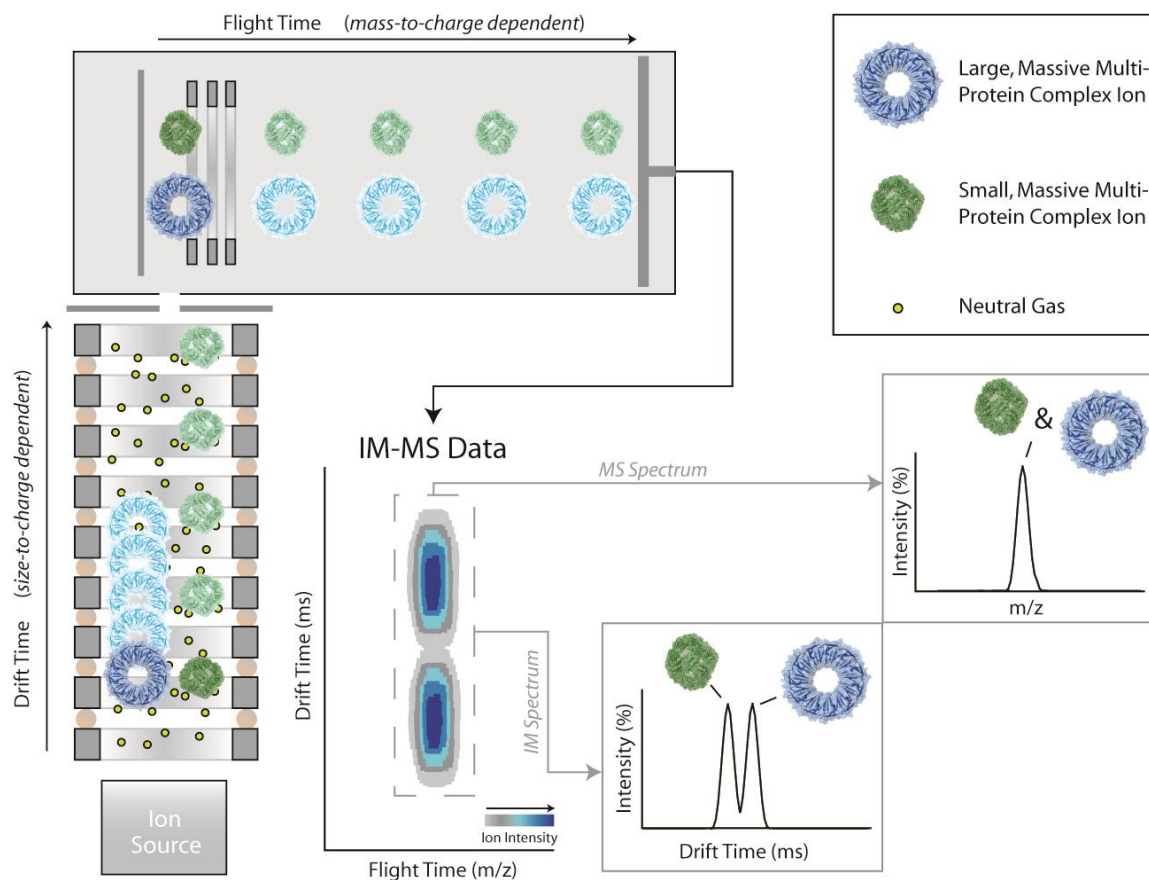 Flight Time (mass-to-charge dependent)
Large, Massive Multi-
Protein Complex Ion
Small, Massive Multi-
Protein Complex Ion
Neutral Gas
Drift Time (size-to-charge dependent)
Ion
Source
IM-MS Data
Drift Time (ms)
Flight Time (m/z)
Ion Intensity
MS Spectrum
IM Spectrum
&
Intensity (%)
m/z
Intensity (%)
Drift Time (ms)